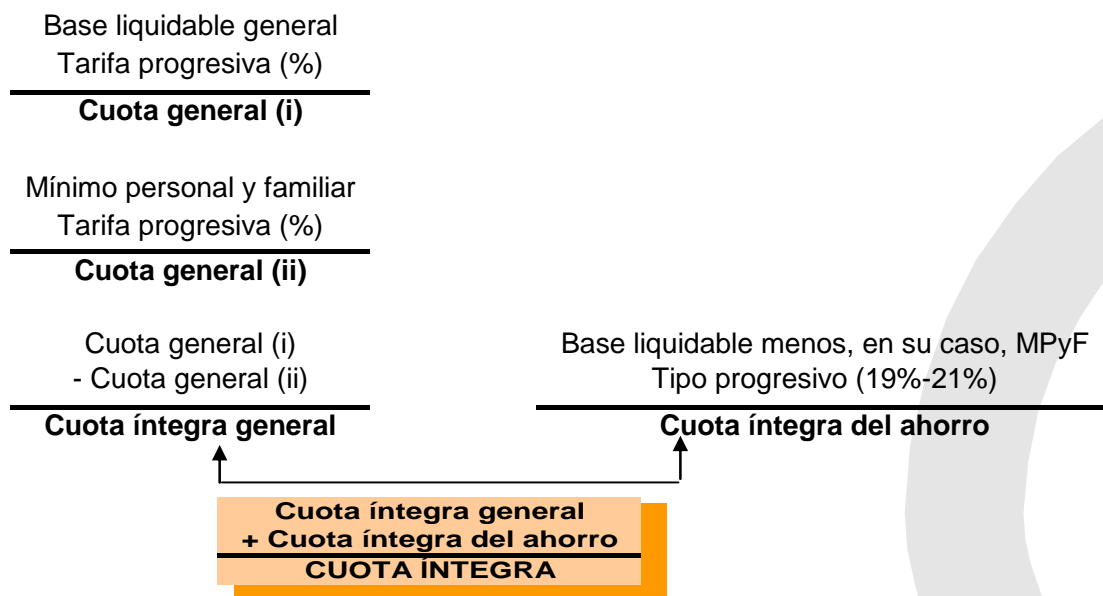 Base liquidable general
Tarifa progresiva (%)
Cuota general (i)
Mínimo personal y familiar
Tarifa progresiva (%)
Cuota general (ii)
Cuota general (i)
- Cuota general (ii)
Cuota íntegra general
Base liquidable menos, en su caso, MPyF
Tipo progresivo (19%-21%)
Cuota íntegra del ahorro
Cuota íntegra general
+ Cuota íntegra del ahorro
CUOTA ÍNTEGRA